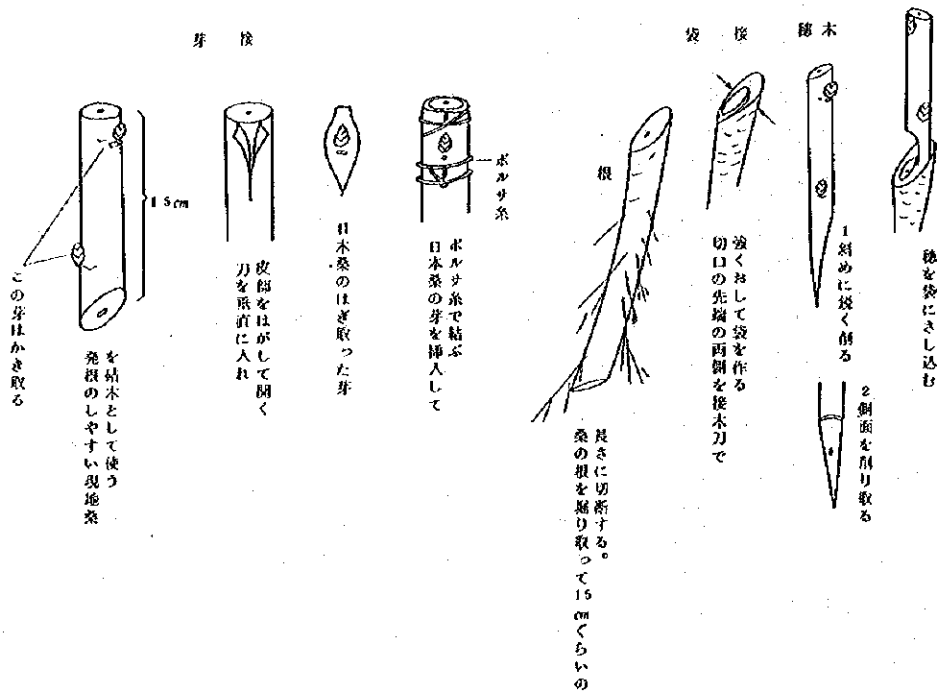 芽 接
この芽はかき取る
15cm
発根のしやすい現地桑
を砧木として使う
刀を垂直に入れ
皮部をはがして開く
日本桑のはぎ取った芽
日本桑の芽を挿入して
ボルサ糸で結ぶ
ボルサ糸
袋 接
根
桑の根を堀り取って15cmぐらいの
長さに切断する。
切口の先端の両側を接木刀で
強くおして袋を作る
穂木
1斜めに鋭く削る
2側面を削り取る
穂を袋にさし込む